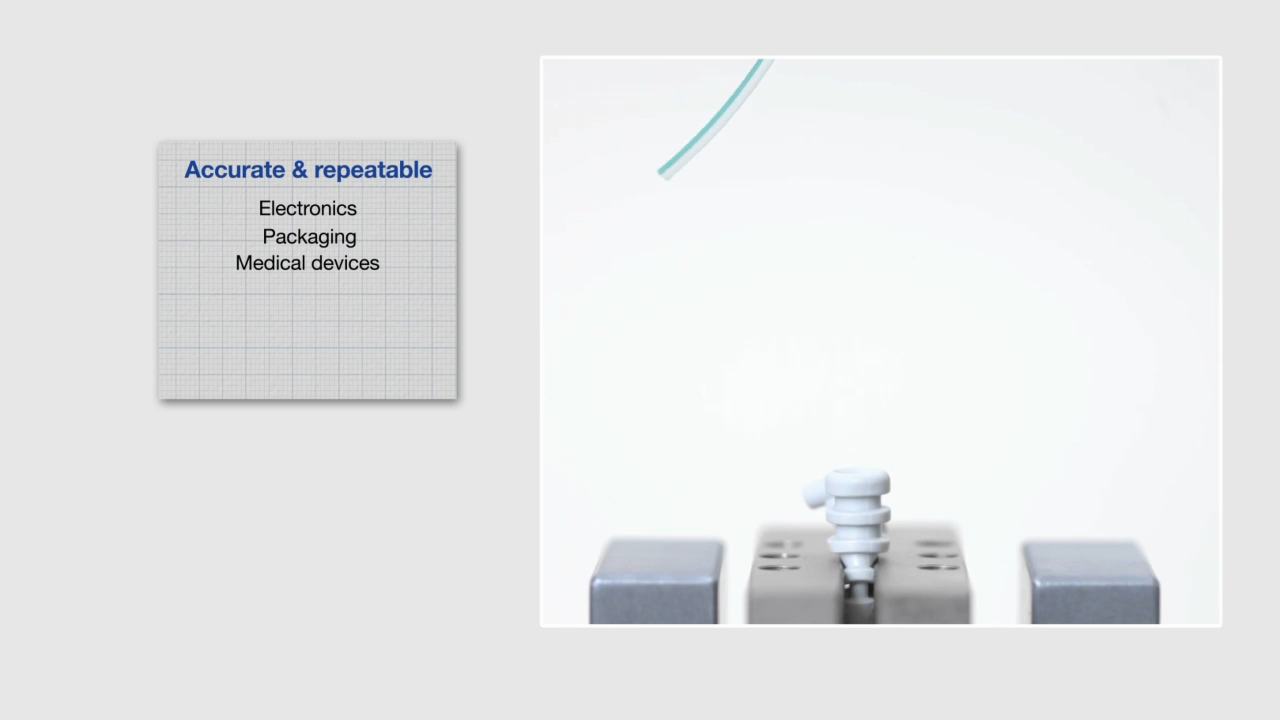 Accurate & repeatable
Electronics
Packaging
Medical devices